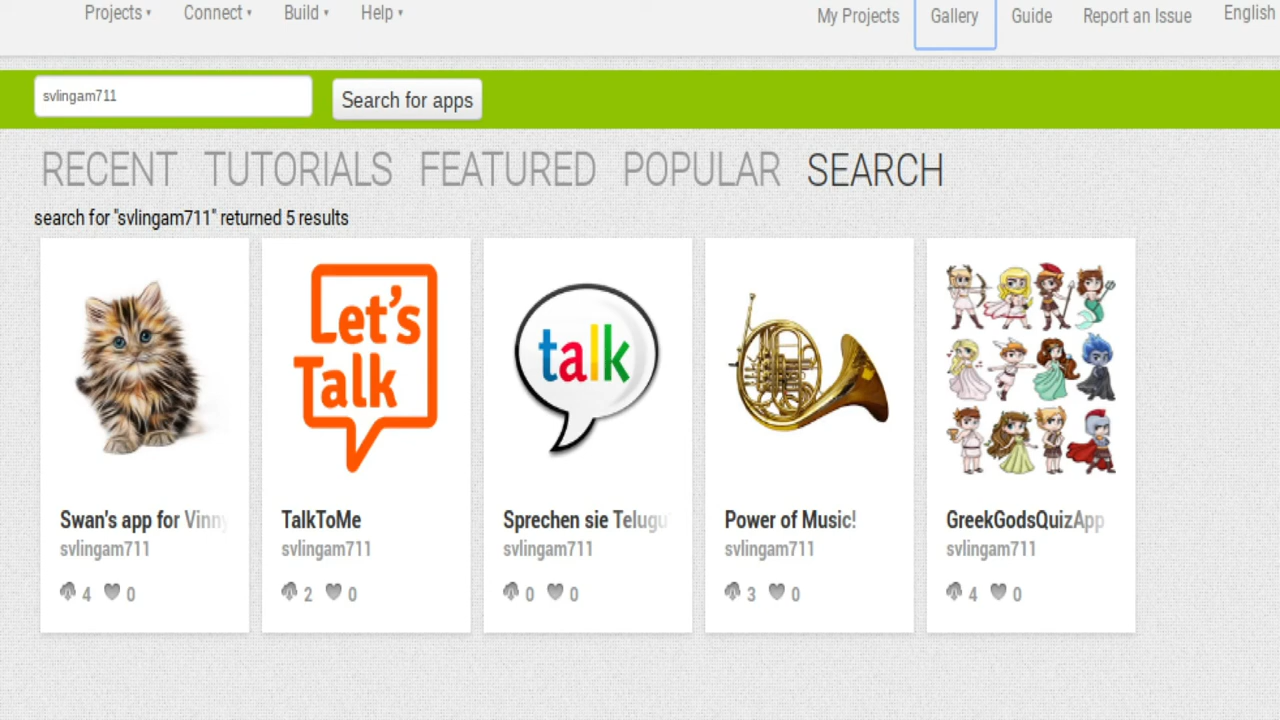 Projects Connect Build Help My Projects Gallery Guide Report an Issue English
svlingam711 Search for apps
RECENT TUTORIALS FEATURED POPULAR SEARCH
search for "svlingam711" returned 5 results
Let's
Talk
talk
Swan's app for Vinny TalkToMe Sprechen sie Telugu Power of Music! GreekGodsQuizApp
svlingam711 svlingam711 svlingam711 svlingam711 svlingam711
4 0 2 0 0 0 3 0 4 0